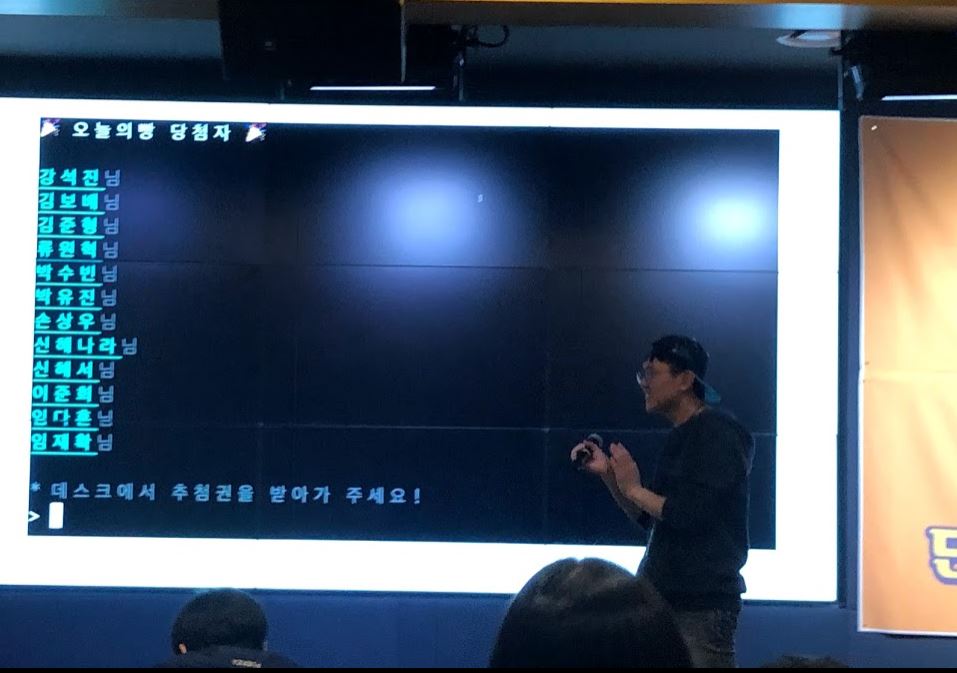 🎉 오늘의빵 당첨자 🎉
강석진님
김보배님
김준형님
류원혁님
박수빈님
박유진님
손상우님
신해나라님
신해서님
이준희님
임다훈님
임재확님
* 데스크에서 추첨권을 받아가 주세요!
>